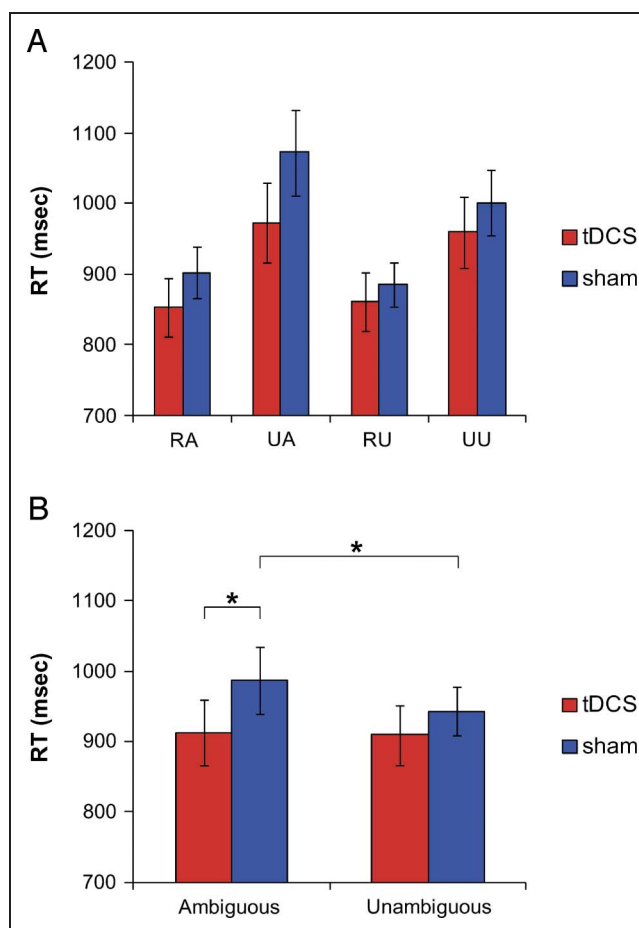 A
1200
1100
1000
900
800
700
RT (msec)
RA UA RU UU
tDCS
sham
B
1200
1100
1000
900
800
700
RT (msec)
*
*
Ambiguous Unambiguous
tDCS
sham